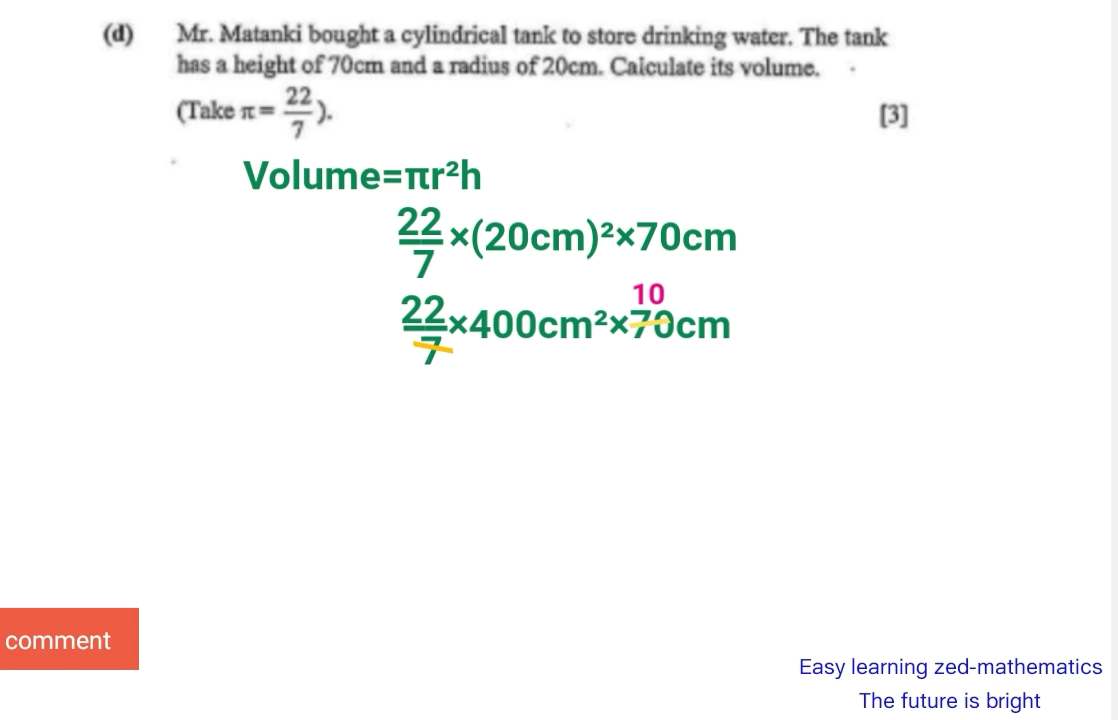 (d) Mr. Matanki bought a cylindrical tank to store drinking water. The tank
has a height of 70cm and a radius of 20cm. Calculate its volume.
(Take π = 22/7). [3]
Volume=πr²h
22/7×(20cm)²×70cm
10
22/7×400cm²×70cm
comment
Easy learning zed-mathematics
The future is bright